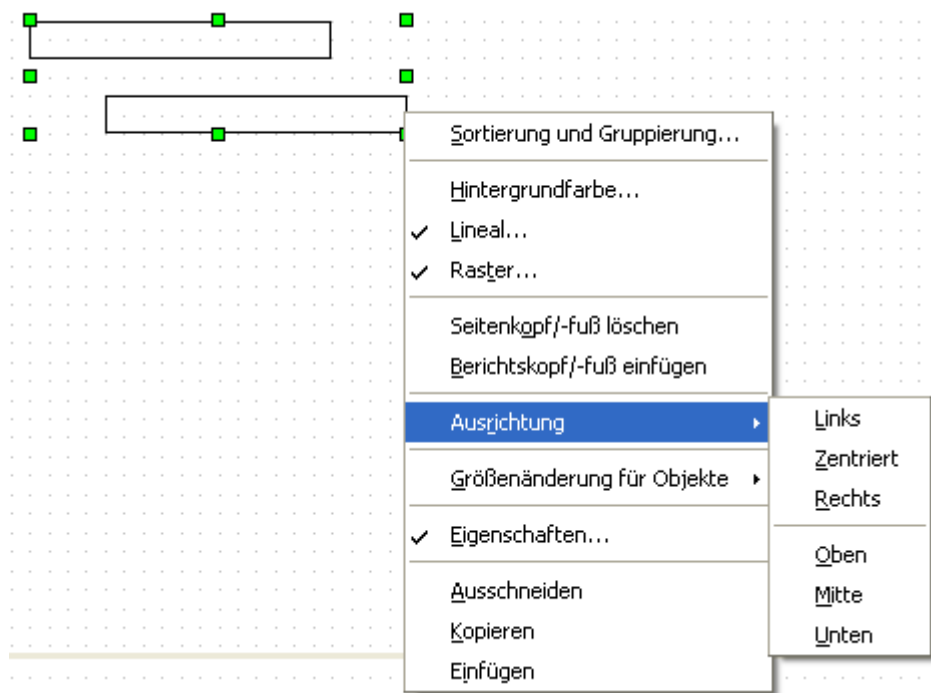 Sortierung und Gruppierung...
Hintergrundfarbe...
Lineal...
Raster...
Seitenkopf/-fuß löschen
Berichtskopf/-fuß einfügen
Ausrichtung
Größenänderung für Objekte
Eigenschaften...
Ausschneiden
Kopieren
Einfügen
Links
Zentriert
Rechts
Oben
Mitte
Unten